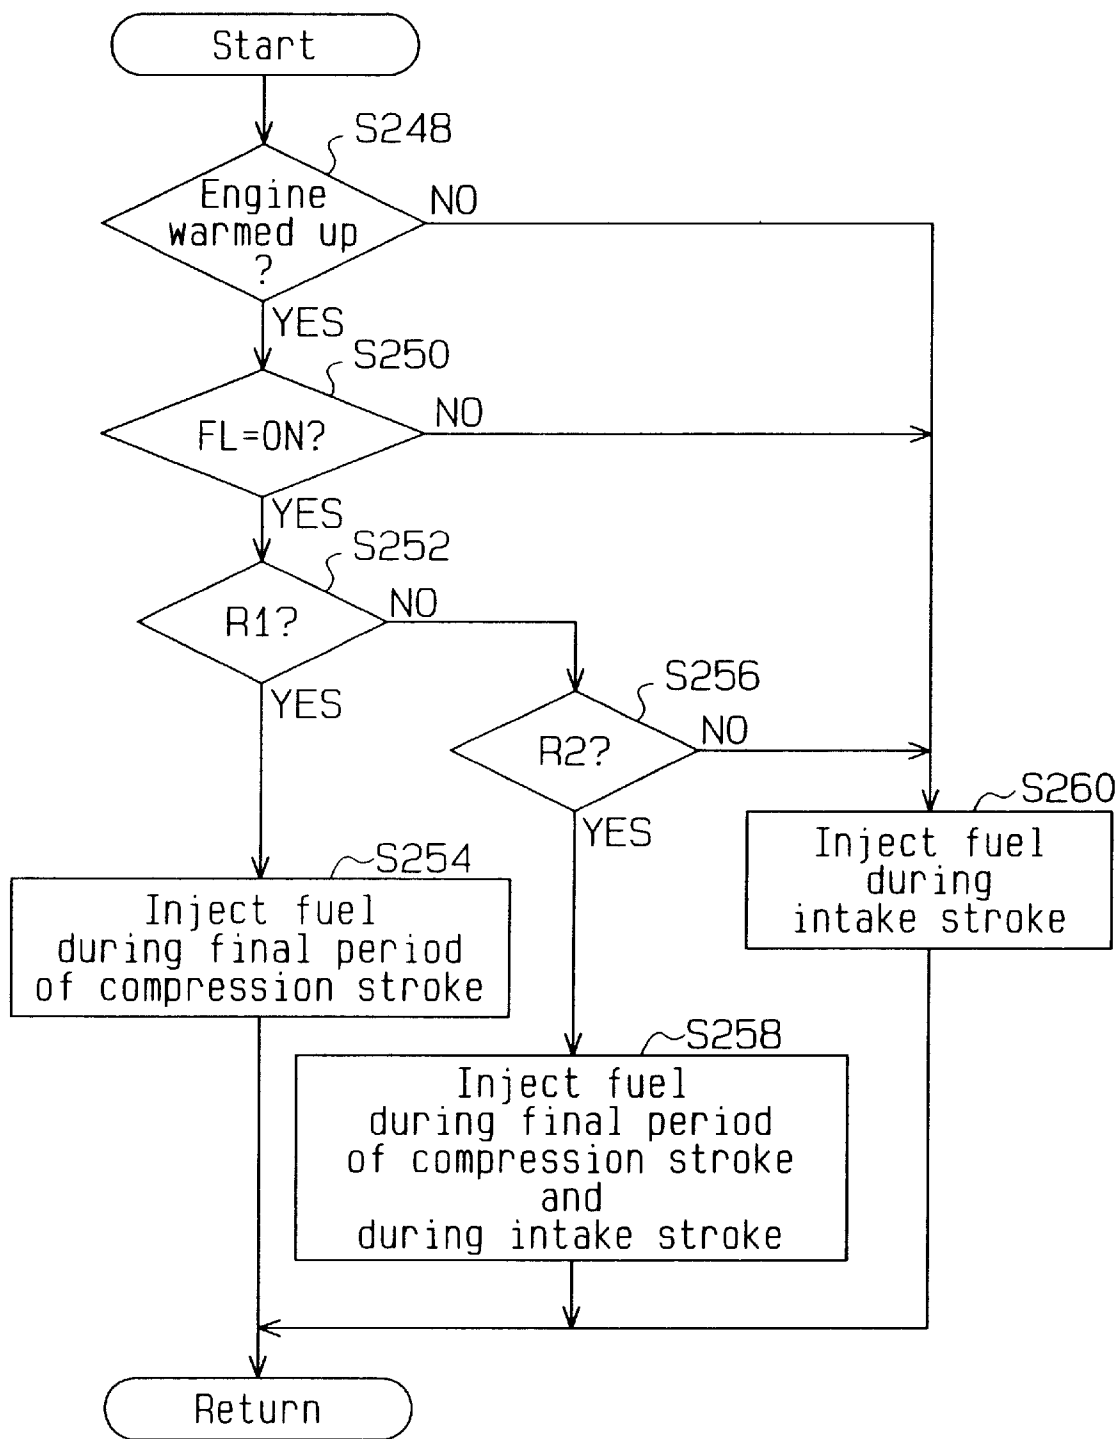 Start
S248
Engine
warmed up
?
NO
YES
S250
FL=ON?
NO
YES
S252
R1?
NO
YES
S256
R2?
NO
YES
S260
Inject fuel
during
intake stroke
S254
Inject fuel
during final period
of compression stroke
S258
Inject fuel
during final period
of compression stroke
and
during intake stroke
Return